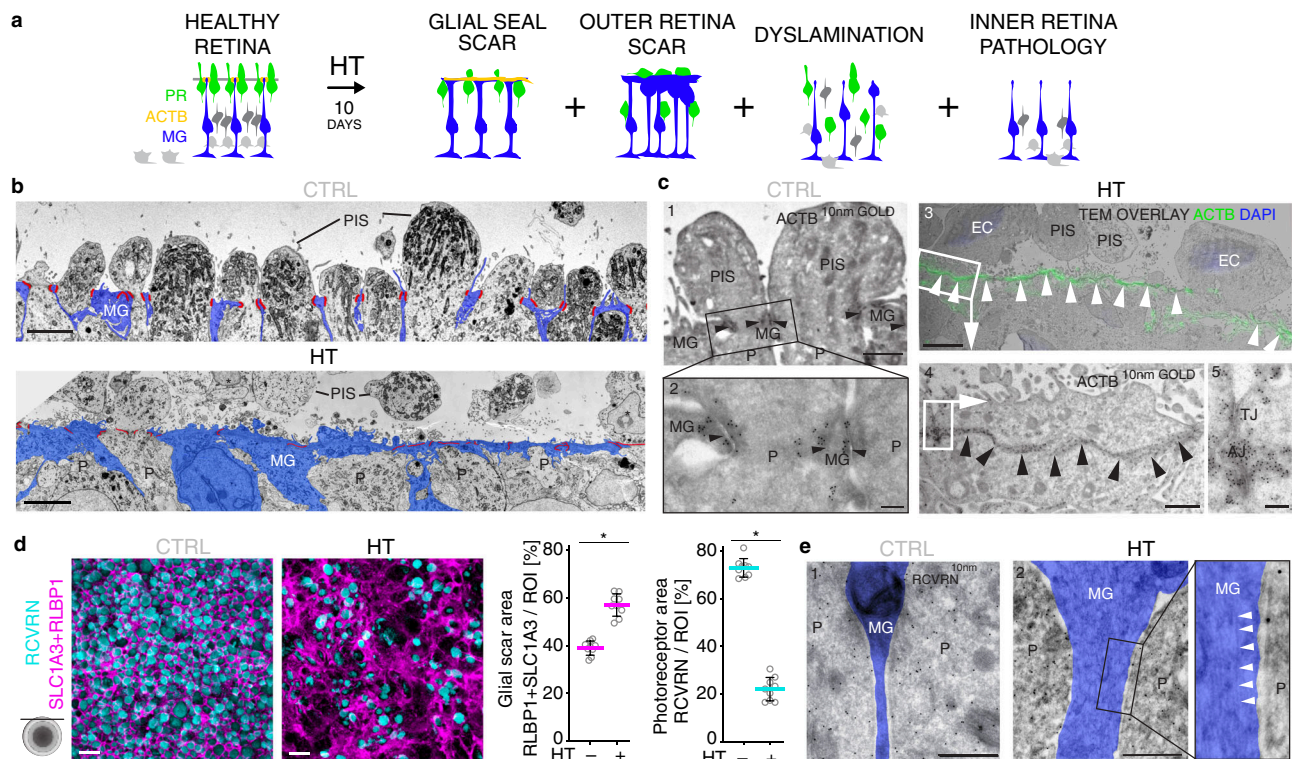 a
HEALTHY
RETINA
PR
ACTB
MG
HT
10
DAYS
GLIAL SEAL
SCAR
+
OUTER RETINA
SCAR
+
DYSLAMINATION
+
INNER RETINA
PATHOLOGY
b
CTRL
PIS
MG
HT
PIS
MG
P
P
P
P
c
CTRL
1
ACTB 10nm GOLD
PIS
PIS
MG
MG
MG
P
P
2
MG
P
MG
P
HT
3
TEM OVERLAY ACTB DAPI
EC
PIS
PIS
EC
4
ACTB 10nm GOLD
5
TJ
AJ
d
CTRL
HT
RCVRN
SLC1A3+RLBP1
Glial scar area
RLBP1+SLC1A3 / ROI [%]
80
60
40
20
0
*
HT − +
Photoreceptor area
RCVRN / ROI [%]
80
60
40
20
0
*
HT − +
e
CTRL
1
RCVRN 10nm
P
MG
P
HT
2
MG
P
P
MG
P